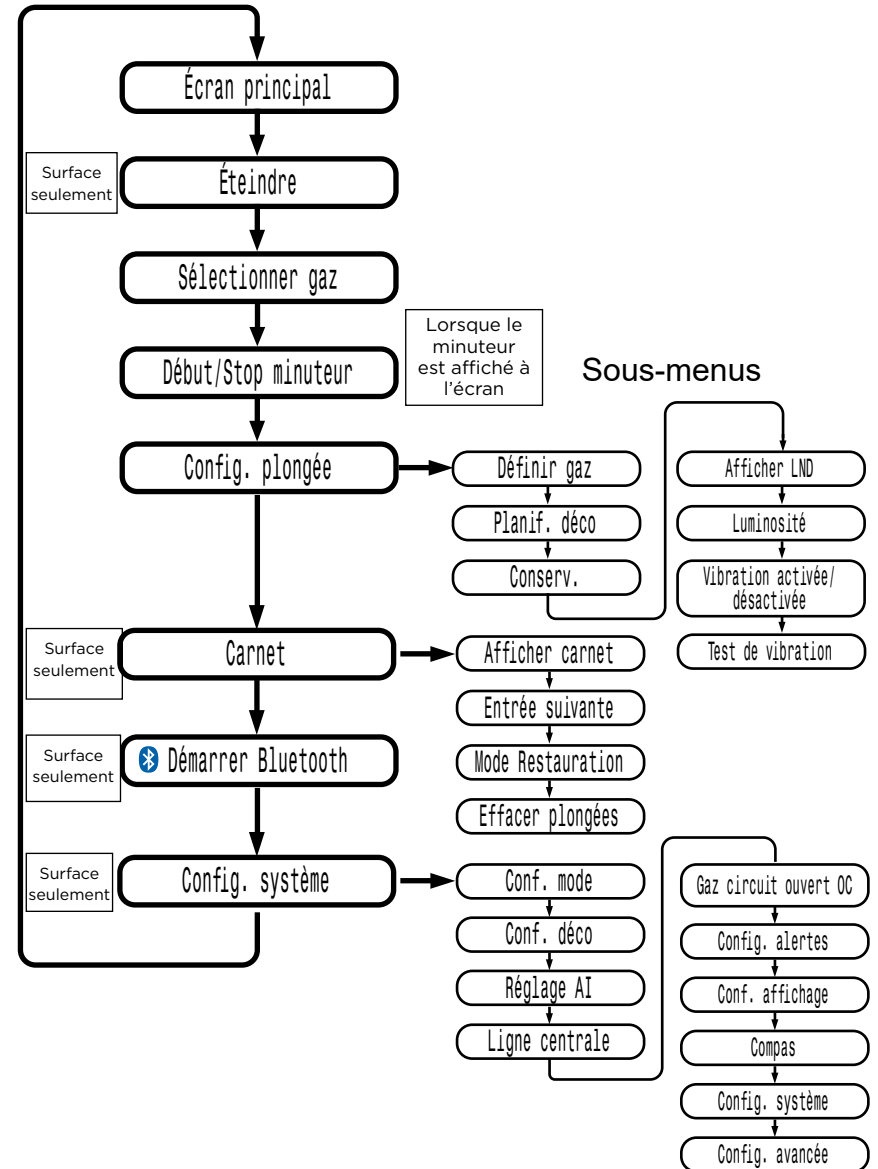 Écran principal
Surface
seulement
Éteindre
Sélectionner gaz
Début/Stop minuteur
Lorsque le
minuteur
est affiché à
l'écran
Sous-menus
Config. plongée
Définir gaz
Planif. déco
Conserv.
Afficher LND
Luminosité
Vibration activée/
désactivée
Test de vibration
Surface
seulement
Carnet
Afficher carnet
Entrée suivante
Mode Restauration
Effacer plongées
Surface
seulement
Démarrer Bluetooth
Surface
seulement
Config. système
Conf. mode
Conf. déco
Réglage AI
Ligne centrale
Gaz circuit ouvert OC
Config. alertes
Conf. affichage
Compas
Config. système
Config. avancée